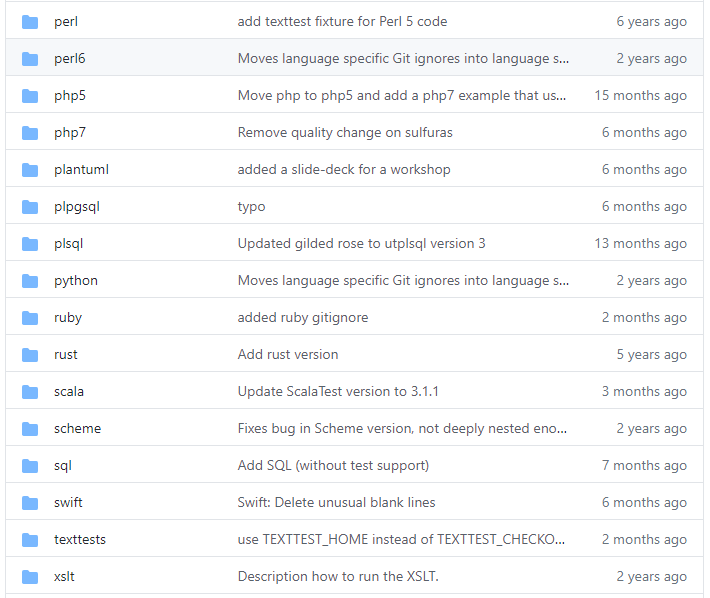 perl add texttest fixture for Perl 5 code 6 years ago
perl6 Moves language specific Git ignores into language s... 2 years ago
php5 Move php to php5 and add a php7 example that us... 15 months ago
php7 Remove quality change on sulfuras 6 months ago
plantuml added a slide-deck for a workshop 6 months ago
plpgsql typo 6 months ago
plsql Updated gilded rose to utplsql version 3 13 months ago
python Moves language specific Git ignores into language s... 2 years ago
ruby added ruby gitignore 2 months ago
rust Add rust version 5 years ago
scala Update ScalaTest version to 3.1.1 3 months ago
scheme Fixes bug in Scheme version, not deeply nested eno... 2 years ago
sql Add SQL (without test support) 7 months ago
swift Swift: Delete unusual blank lines 6 months ago
texttests use TEXTTEST_HOME instead of TEXTTEST_CHECKO... 2 months ago
xslt Description how to run the XSLT. 2 years ago